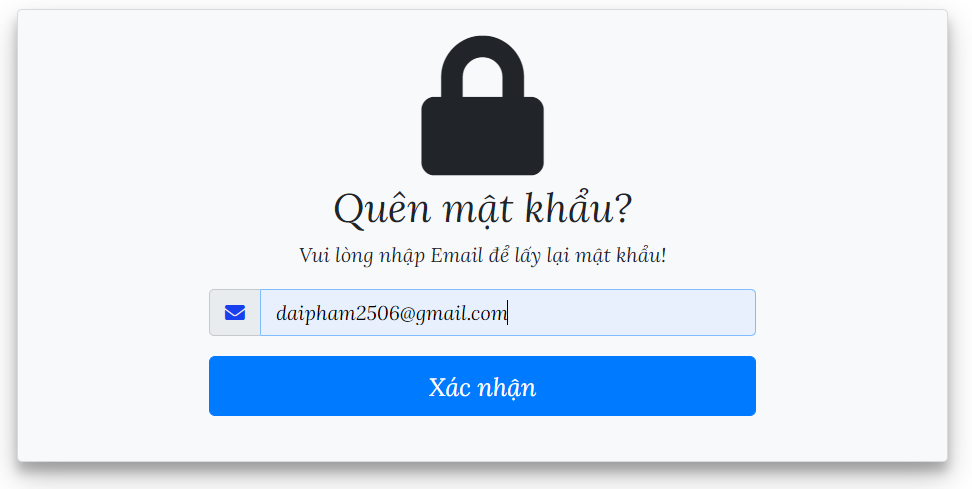 Quên mật khẩu?
Vui lòng nhập Email để lấy lại mật khẩu!
daipham2506@gmail.com
Xác nhận